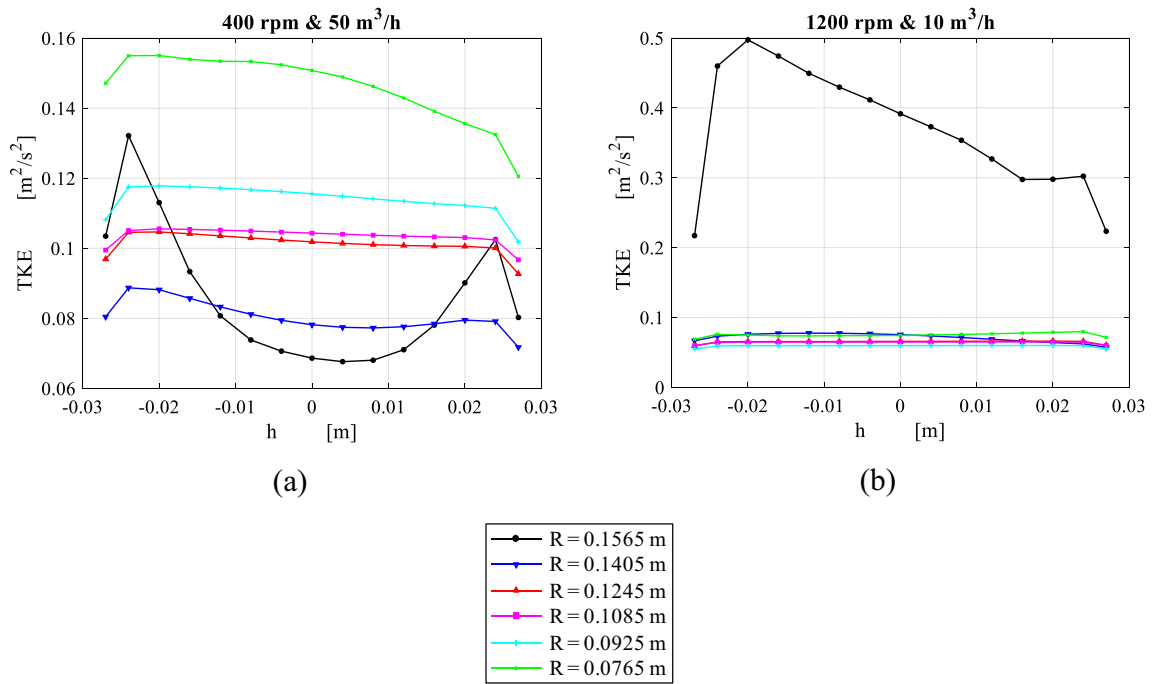 400 rpm & 50 m³/h
TKE [m²/s²]
0.16
0.14
0.12
0.1
0.08
0.06
-0.03 -0.02 -0.01 0 0.01 0.02 0.03
h [m]
(a)
1200 rpm & 10 m³/h
TKE [m²/s²]
0.5
0.4
0.3
0.2
0.1
0
-0.03 -0.02 -0.01 0 0.01 0.02 0.03
h [m]
(b)
R = 0.1565 m
R = 0.1405 m
R = 0.1245 m
R = 0.1085 m
R = 0.0925 m
R = 0.0765 m